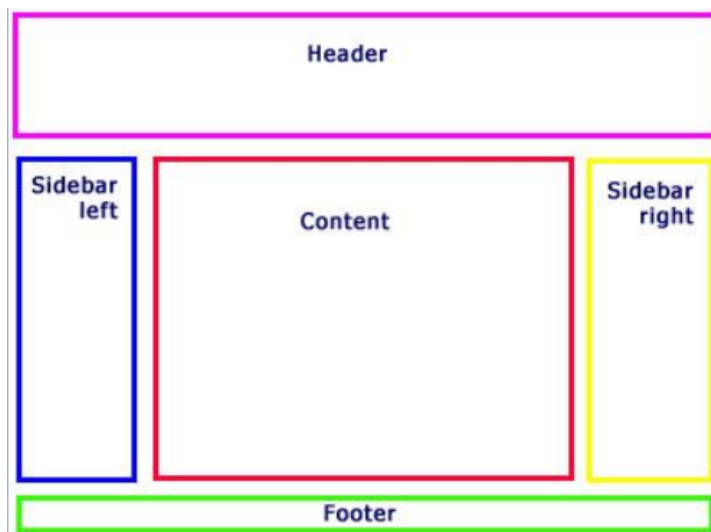 Header
Sidebar
left
Content
Sidebar
right
Footer